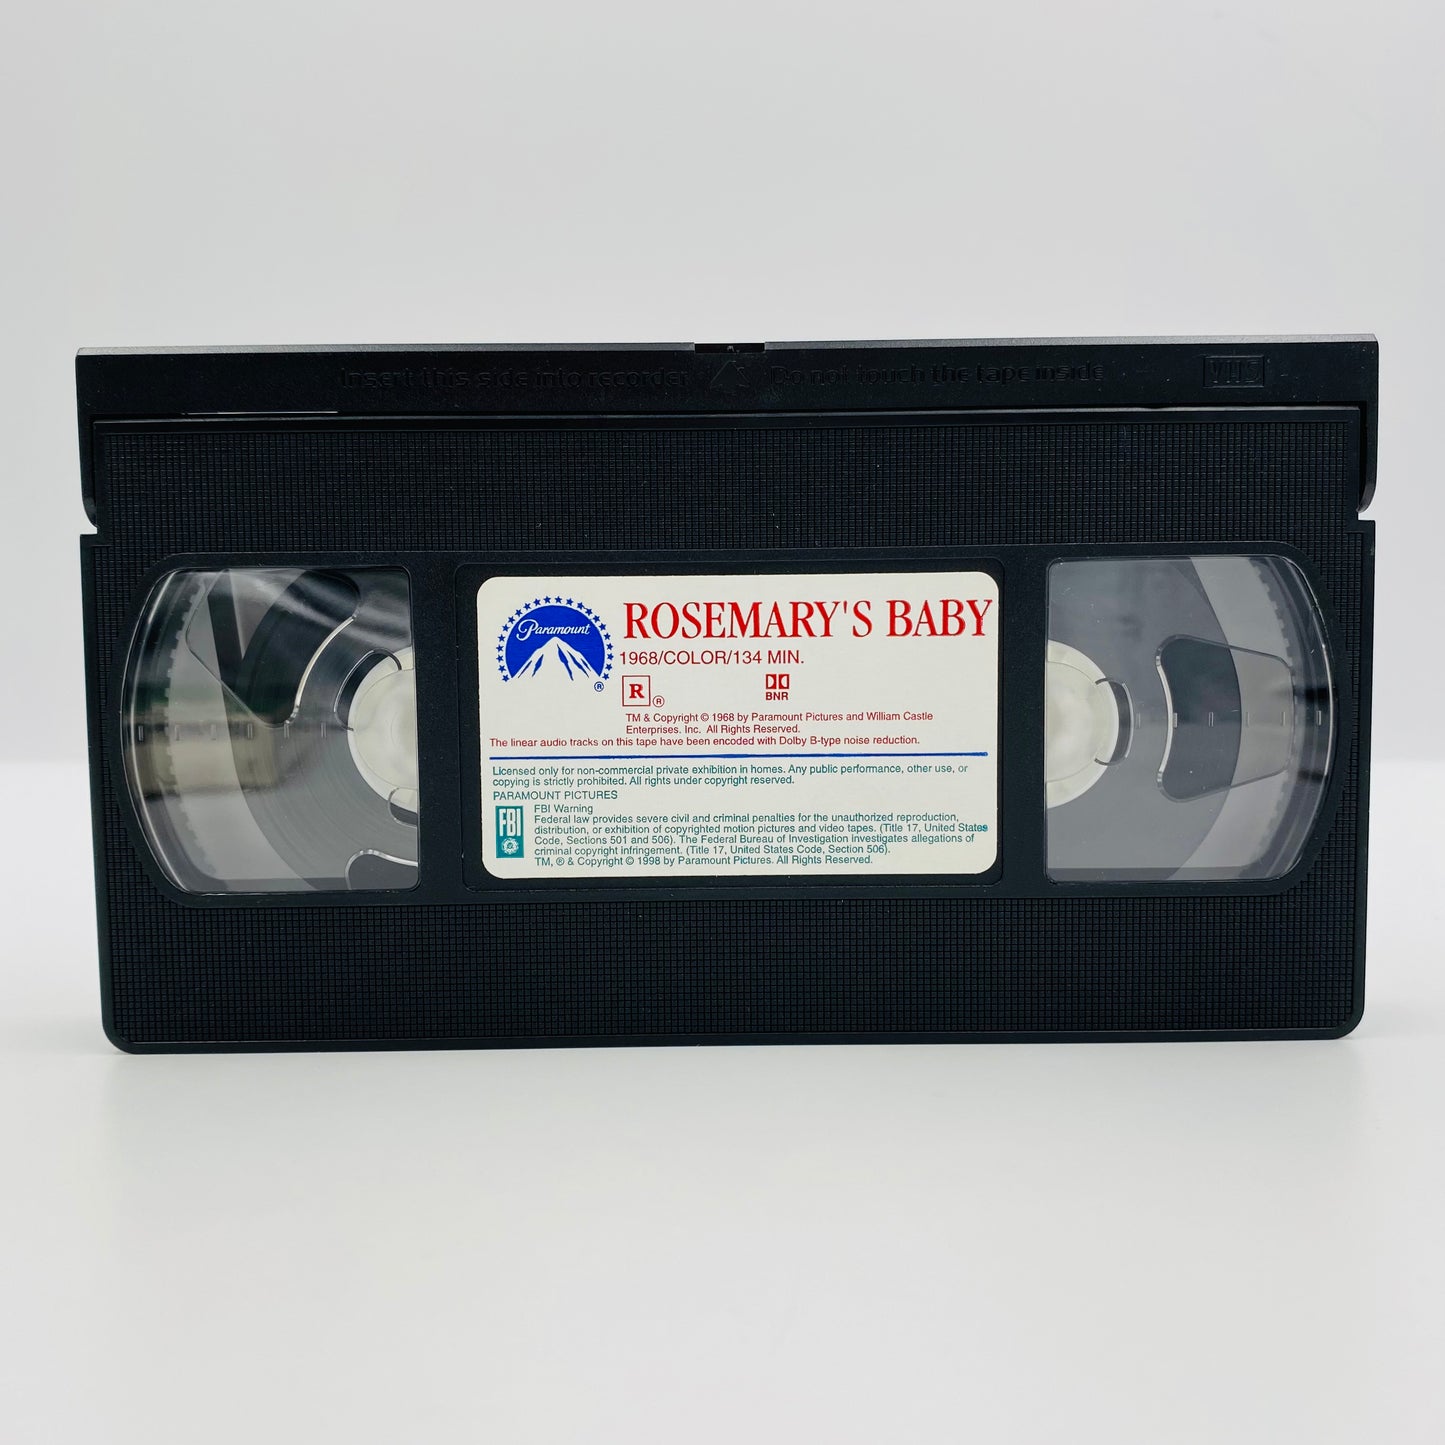 Insert this side into recorder Do not touch the tape inside VHS
Paramount ®
ROSEMARY'S BABY
1968/COLOR/134 MIN.
R ®
BNR
TM & Copyright © 1968 by Paramount Pictures and William Castle
Enterprises. Inc. All Rights Reserved.
The linear audio tracks on this tape have been encoded with Dolby B-type noise reduction.
Licensed only for non-commercial private exhibition in homes. Any public performance, other use, or
copying is strictly prohibited. All rights under copyright reserved.
PARAMOUNT PICTURES
FBI
FBI Warning
Federal law provides severe civil and criminal penalties for the unauthorized reproduction,
distribution, or exhibition of copyrighted motion pictures and video tapes. (Title 17, United States
Code, Sections 501 and 506). The Federal Bureau of Investigation investigates allegations of
criminal copyright infringement. (Title 17, United States Code, Section 506).
TM, ® & Copyright © 1998 by Paramount Pictures. All Rights Reserved.